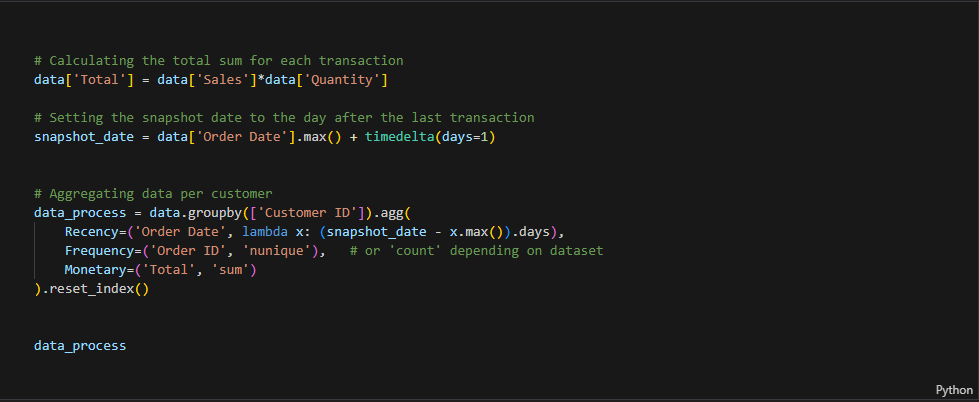 # Calculating the total sum for each transaction
data['Total'] = data['Sales']*data['Quantity']
# Setting the snapshot date to the day after the last transaction
snapshot_date = data['Order Date'].max() + timedelta(days=1)
# Aggregating data per customer
data_process = data.groupby(['Customer ID']).agg(
    Recency=('Order Date', lambda x: (snapshot_date - x.max()).days),
    Frequency=('Order ID', 'nunique'),   # or 'count' depending on dataset
    Monetary=('Total', 'sum')
).reset_index()
data_process
Python